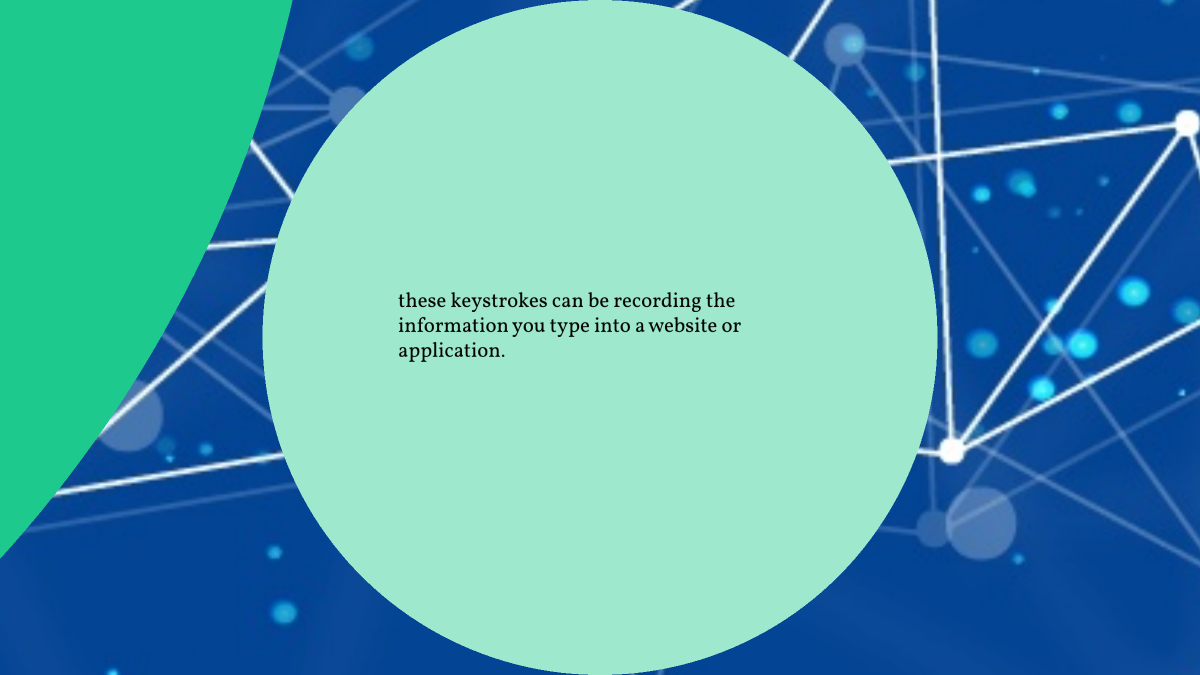 these keystrokes can be recording the
information you type into a website or
application.